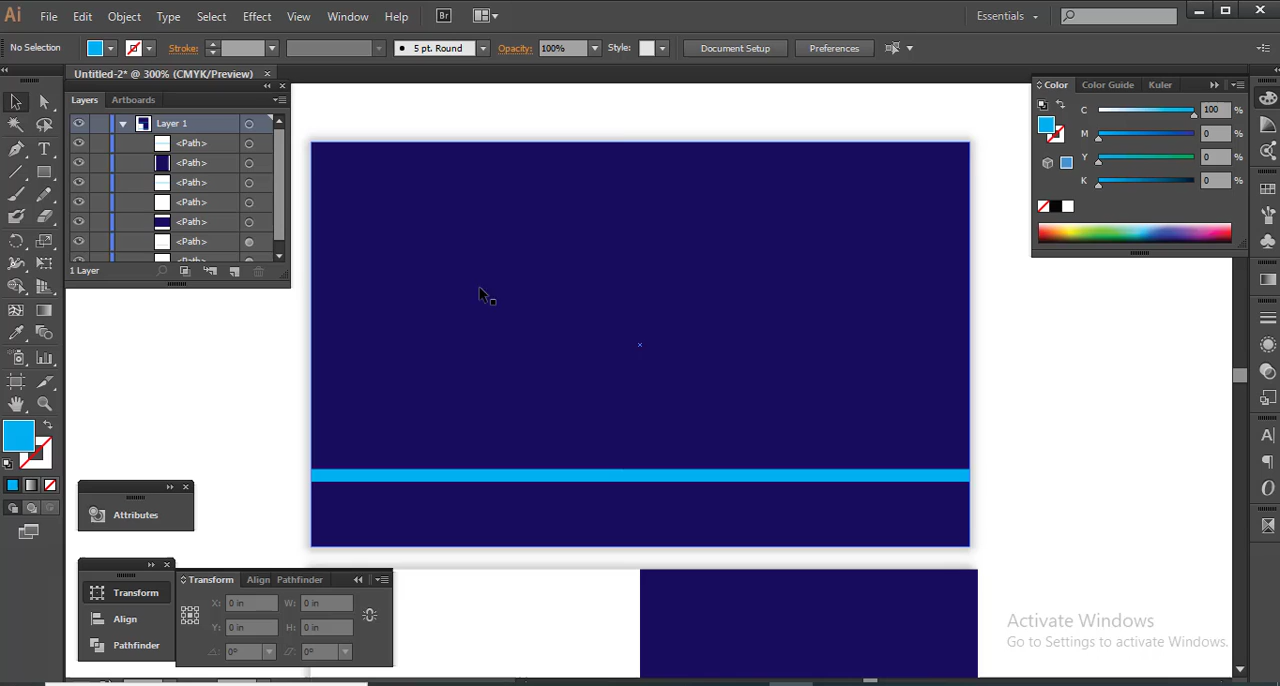 Ai File Edit Object Type Select Effect View Window Help Br Essentials
No Selection Stroke: 5 pt. Round Opacity: 100% Style: Document Setup Preferences
Untitled-2* @ 300% (CMYK/Preview)
Layers Artboards
Layer 1
<Path>
<Path>
<Path>
<Path>
<Path>
<Path>
1 Layer
Color Color Guide Kuler
C 100 %
M 0 %
Y 0 %
K 0 %
Attributes
Transform
Align
Pathfinder
Transform Align Pathfinder
X: 0 in W: 0 in
Y: 0 in H: 0 in
0° 0°
Activate Windows
Go to Settings to activate Windows.